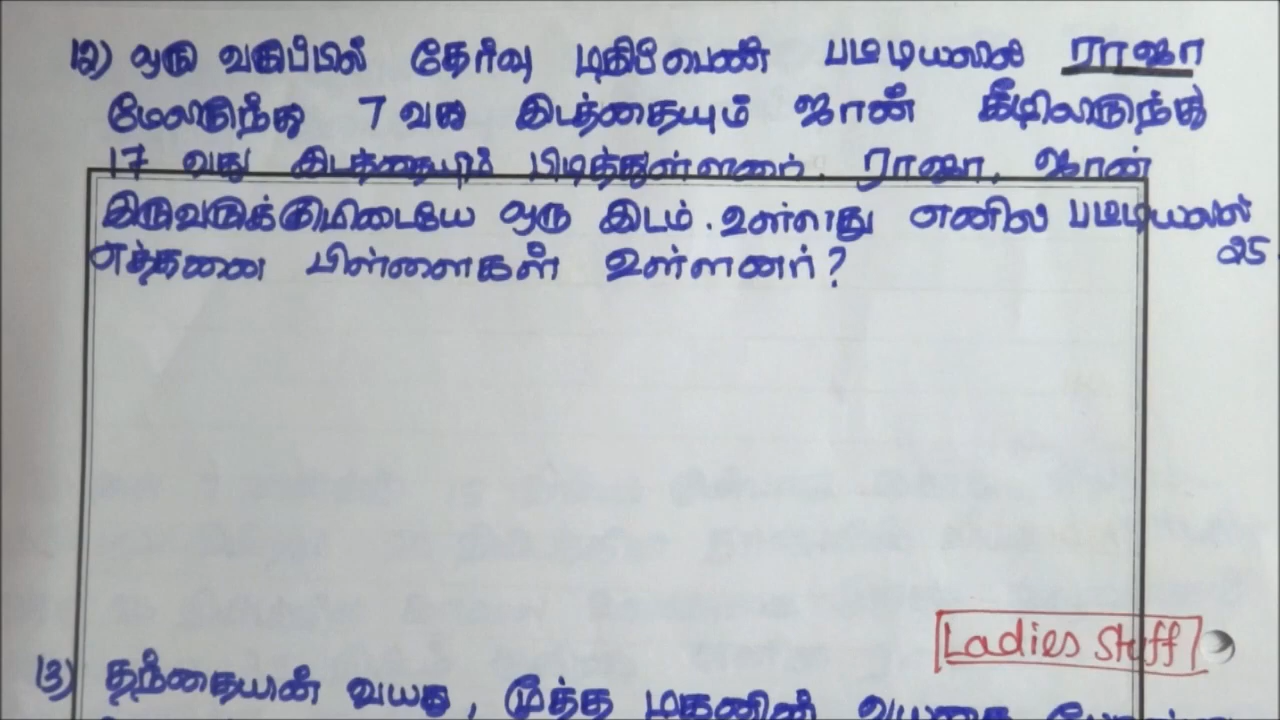 12) ஒரு வகுப்பில் தேர்வு மதிப்பெண் பட்டியலில் ராஜா
மேலிருந்து 7 வது இடத்தையும் ஜான் கீழிலிருந்து
17 வது இடத்தையும் பிடித்துள்ளனர். ராஜா, ஜான்
இருவருக்குமிடையே ஒரு இடம் உள்ளது எனில் பட்டியலில்
எத்தனை பிள்ளைகள் உள்ளனர்?
25
Ladies Stuff
13) தந்தையின் வயது, மூத்த மகனின் வயதை